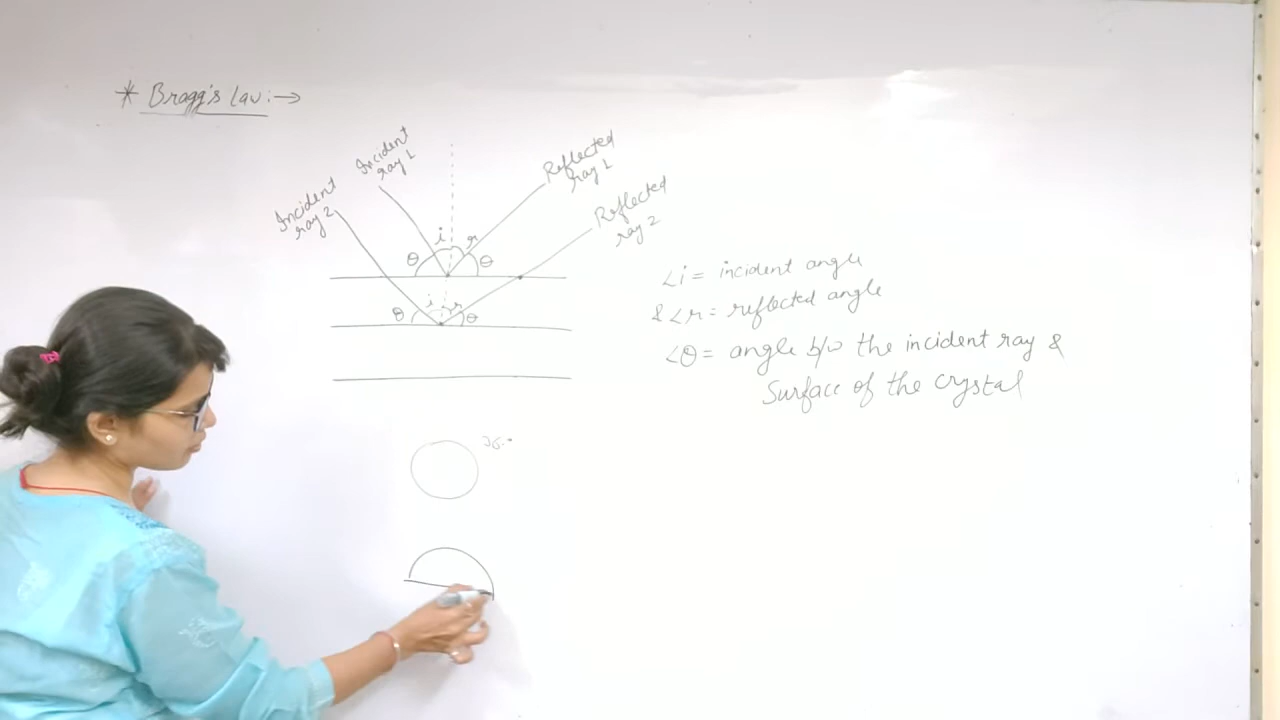 * Bragg's Law:→
Incident
ray 1
Incident
ray 2
Reflected
ray 1
Reflected
ray 2
i r
θ θ
i r
θ θ
∠i = incident angle
& ∠r = reflected angle
∠θ = angle b/w the incident ray &
Surface of the crystal